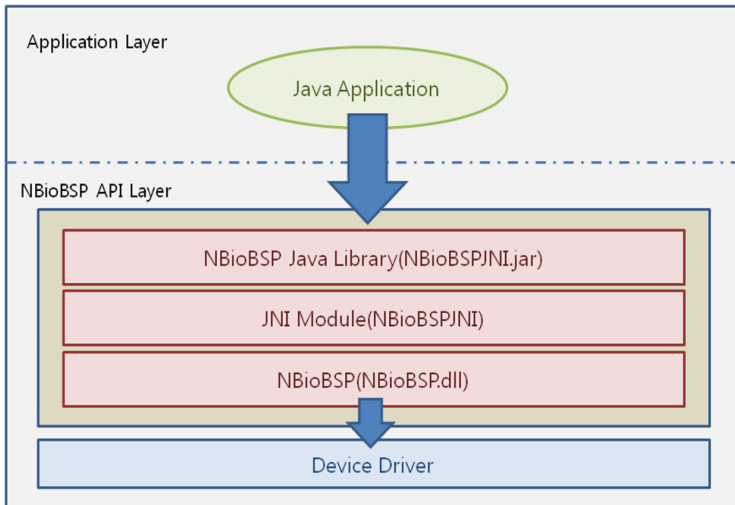 Application Layer
Java Application
NBioBSP API Layer
NBioBSP Java Library(NBioBSPJNI.jar)
JNI Module(NBioBSPJNI)
NBioBSP(NBioBSP.dll)
Device Driver